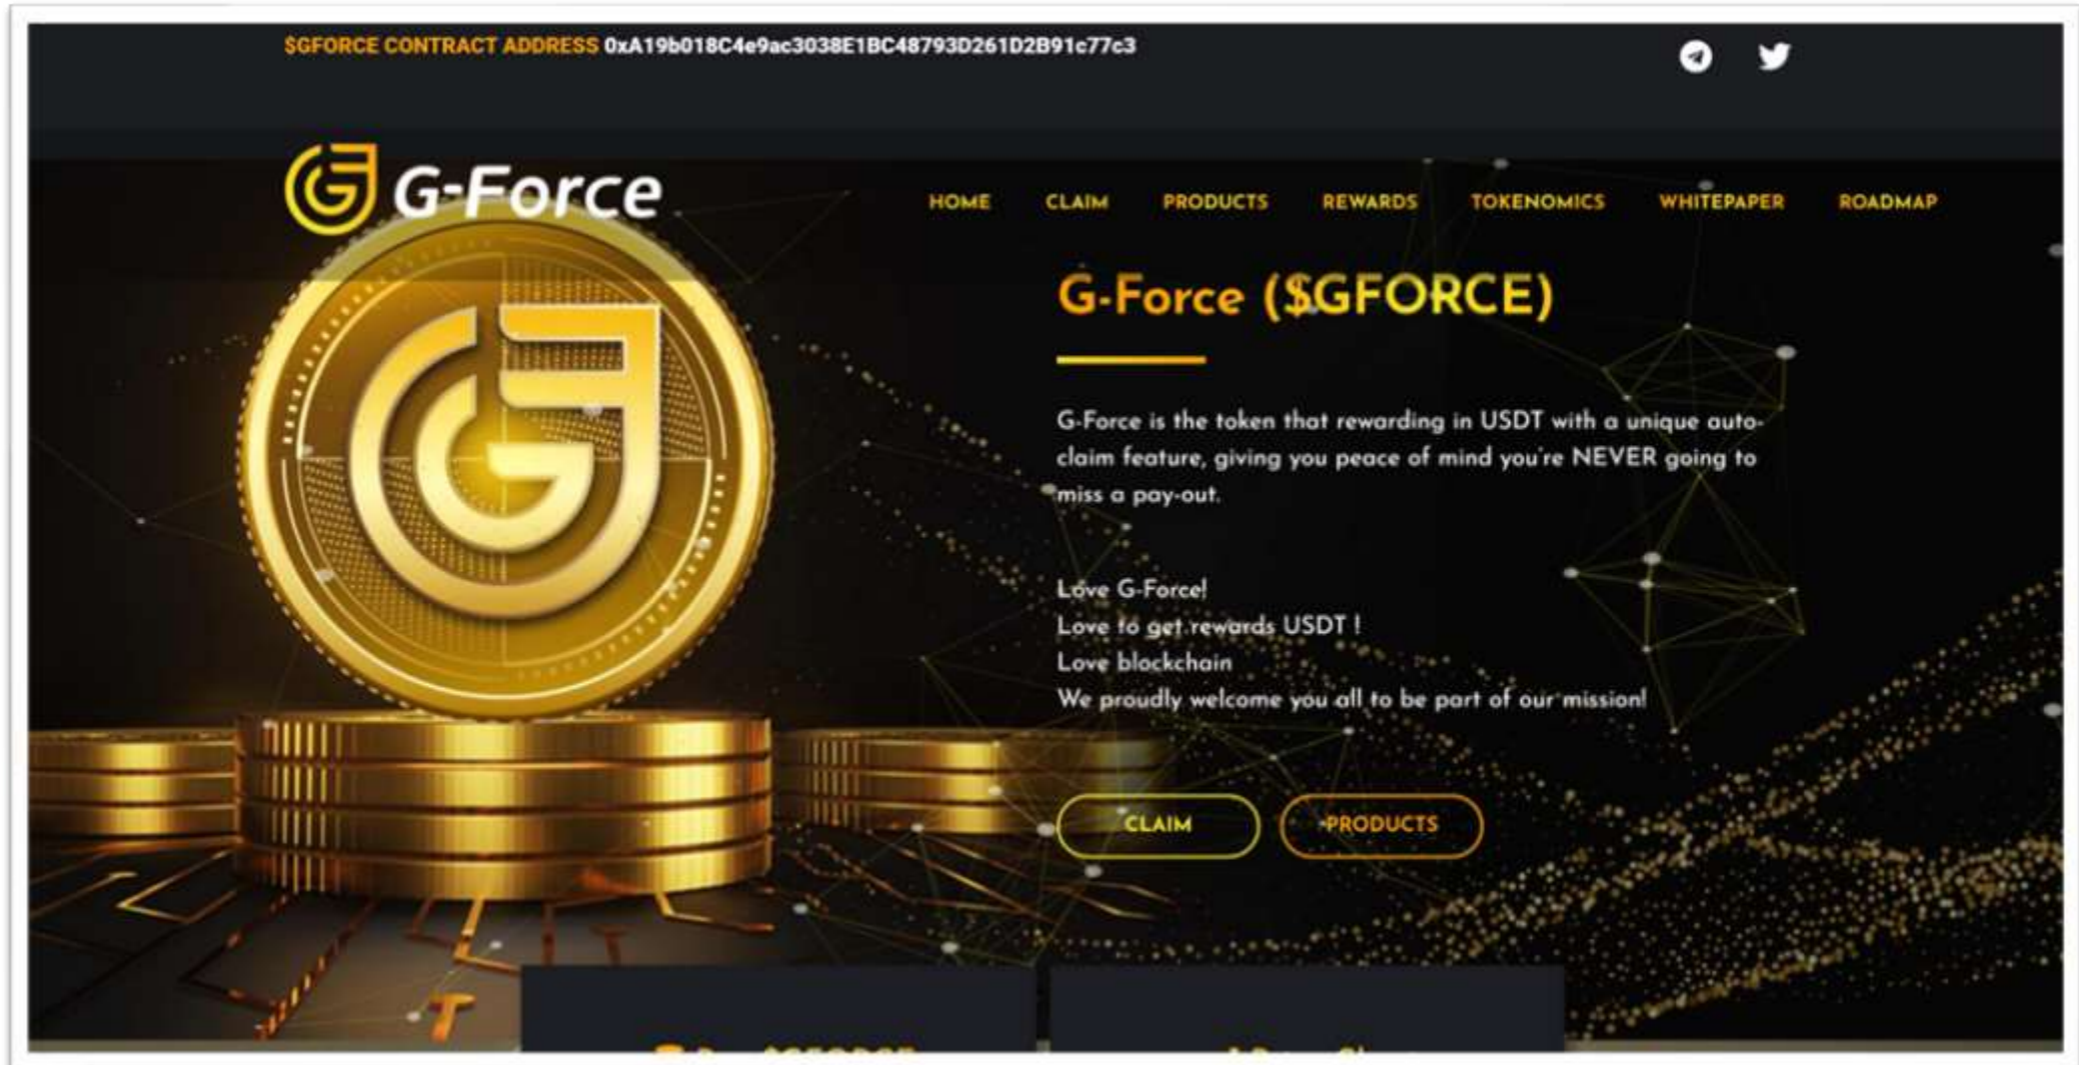 $GFORCE CONTRACT ADDRESS 0xA19b018C4e9ac3038E1BC48793D261D2B91c77c3
G-Force
HOME CLAIM PRODUCTS REWARDS TOKENOMICS WHITEPAPER ROADMAP
G-Force ($GFORCE)
G-Force is the token that rewarding in USDT with a unique auto-
claim feature, giving you peace of mind you're NEVER going to
miss a pay-out.
Love G-Force!
Love to get rewards USDT !
Love blockchain
We proudly welcome you all to be part of our mission!
CLAIM PRODUCTS
$GFORCE